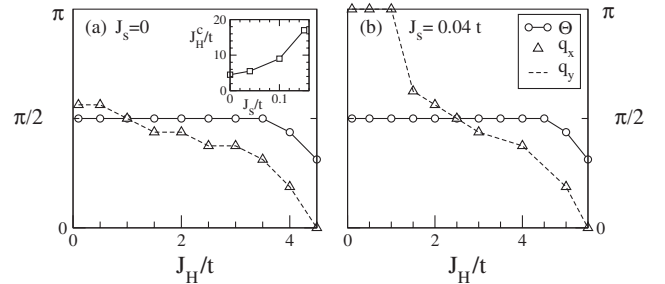 π
(a) J_s=0
J_H^c/t
20
10
0
0
0.1
J_s/t
(b) J_s= 0.04 t
Θ
q_x
q_y
π
π/2
π/2
0
0
0
2
4
0
2
4
J_H/t
J_H/t